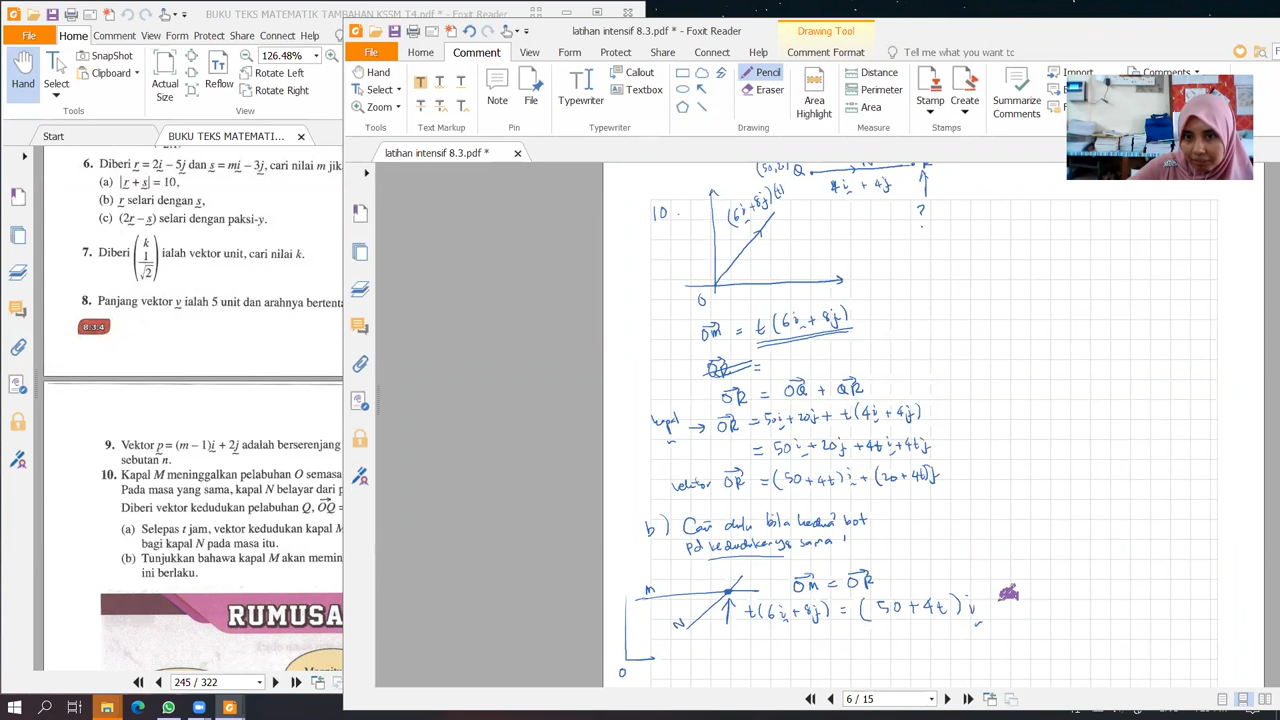 BUKU TEKS MATEMATIK TAMBAHAN KSSM T4.pdf * - Foxit Reader
File Home Comment View Form Protect Share
Hand
Select
SnapShot
Clipboard
Actual Size
Reflow
126.48%
Rotate Left
Rotate Right
Tools
Start
BUKU TEKS MATEMATI...
6. Diberi r = 2i – 5j dan s = mi – 3j, cari nilai m jik
(a) |r + s| = 10,
(b) r selari dengan s,
(c) (2r – s) selari dengan paksi-y.
7. Diberi (k 1/√2) ialah vektor unit, cari nilai k.
8. Panjang vektor v ialah 5 unit dan arahnya bertenta
8.3.4
9. Vektor p = (m – 1)i + 2j adalah berserenjang
sebutan n.
10. Kapal M meninggalkan pelabuhan O semasa
Pada masa yang sama, kapal N belayar dari p
Diberi vektor kedudukan pelabuhan Q, OQ =
(a) Selepas t jam, vektor kedudukan kapal M
bagi kapal N pada masa itu.
(b) Tunjukkan bahawa kapal M akan memin
ini berlaku.
RUMUSA
245 / 322
latihan intensif 8.3.pdf * - Foxit Reader
Drawing Tool
File Home Comment View Form Protect Share Connect Help Comment Format
Tell me what you want to
Hand
Select
Zoom
Tools
Text Markup
Note
File
Pin
Typewriter
Callout
Textbox
Typewriter
Pencil
Eraser
Drawing
Area Highlight
Distance
Perimeter
Area
Measure
Stamp
Create
Stamps
Summarize Comments
Import
Comments
latihan intensif 8.3.pdf *
Q
4i + 4j
?
10.
(6i+8j)(t)
O
OM = t(6i + 8j)
QR =
OR = OQ + QR
kapal → OR = 50i + 20j + t(4i + 4j)
= 50i + 20j + 4ti + 4tj
vektor OR = (50 + 4t)i + (20 + 4t)j
b) Cari dulu bila kedua² bot
pd kedudukan yg sama
M
OM = OR
N
t(6i + 8j) = (50 + 4t) i
O
6 / 15